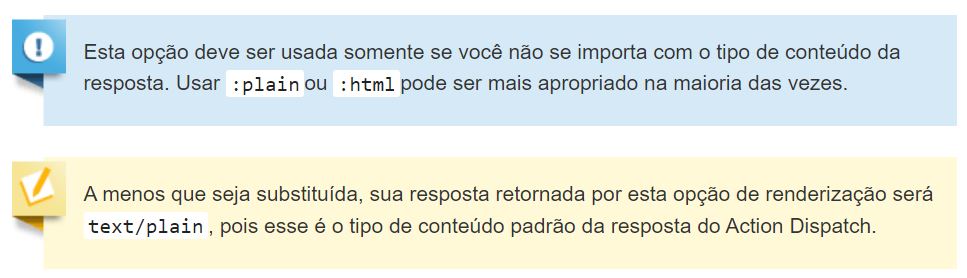 Esta opção deve ser usada somente se você não se importa com o tipo de conteúdo da
resposta. Usar :plain ou :html pode ser mais apropriado na maioria das vezes.
A menos que seja substituída, sua resposta retornada por esta opção de renderização será
text/plain , pois esse é o tipo de conteúdo padrão da resposta do Action Dispatch.